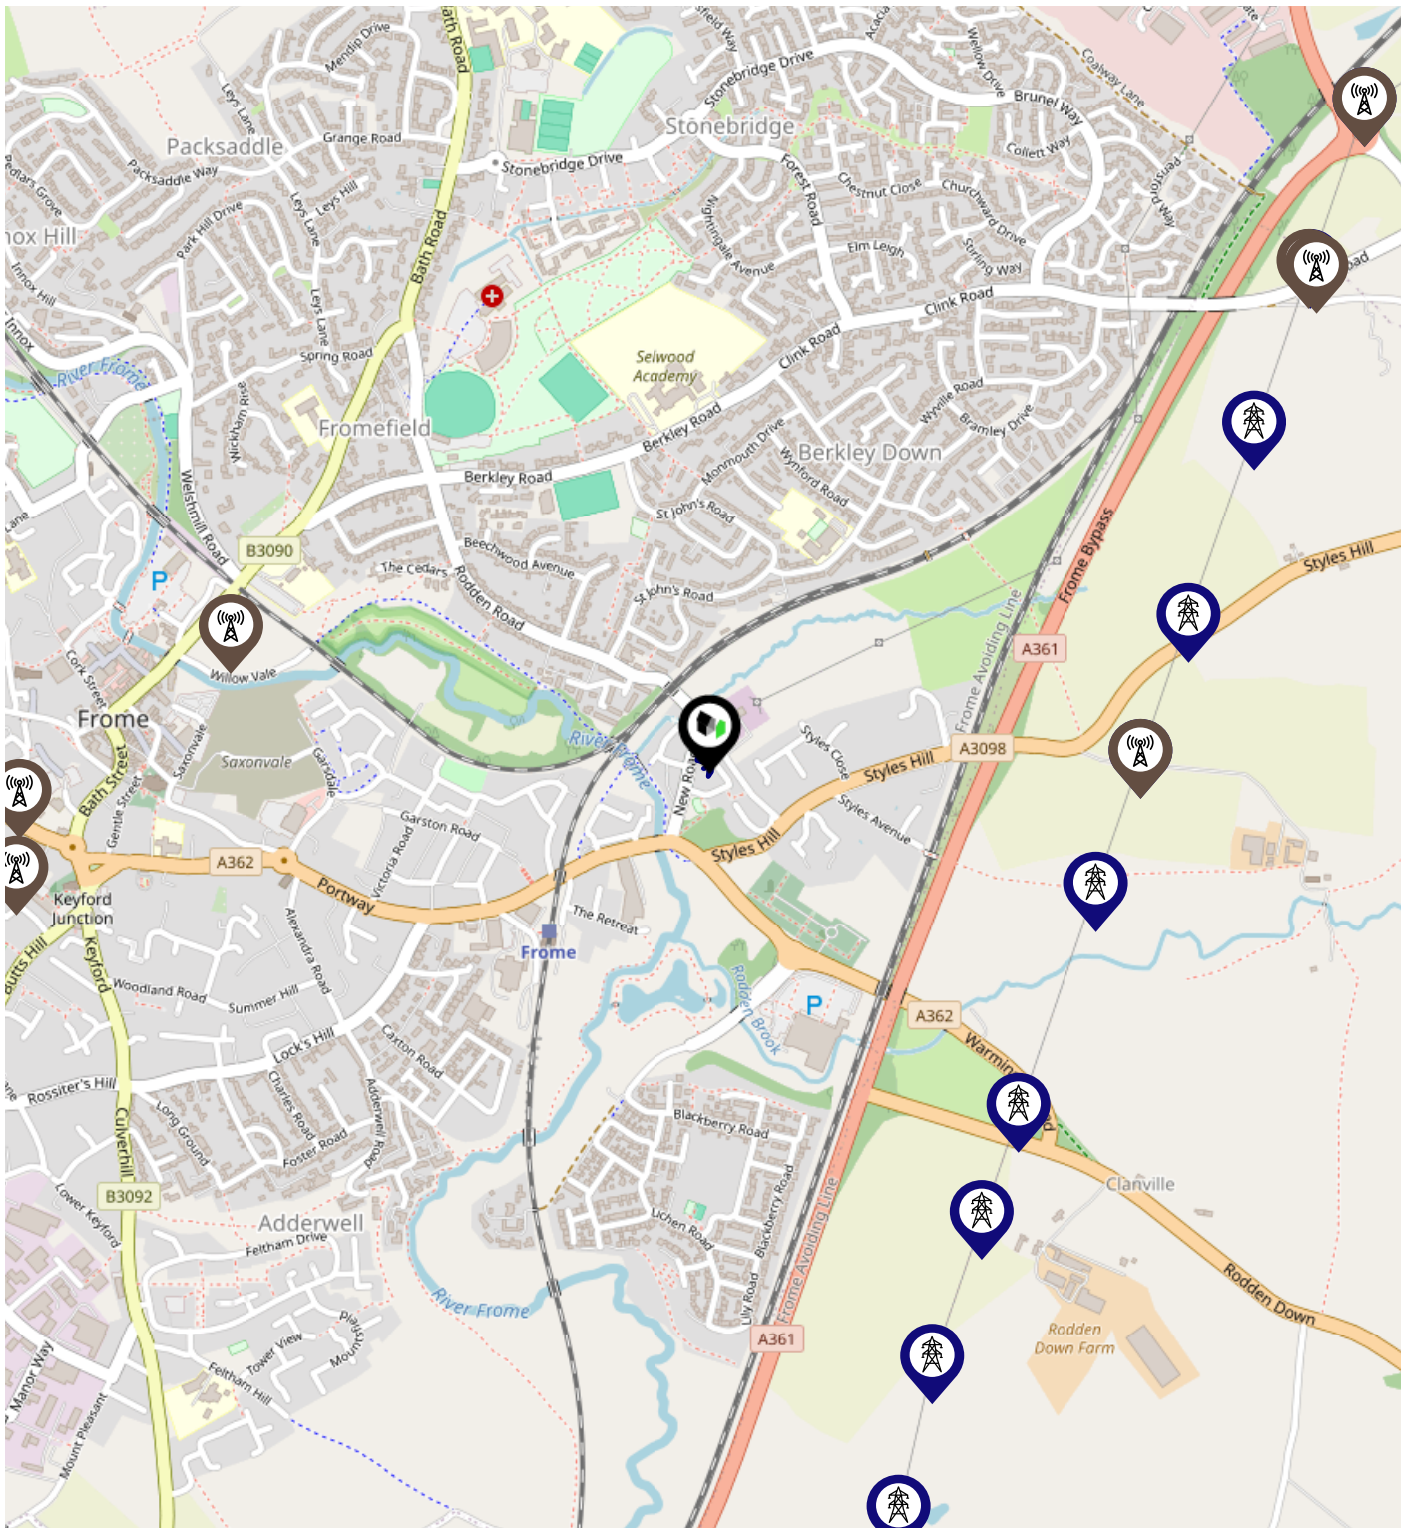 Mendip Drive
Bath Road
Leys Lane
Packsaddle
Grange Road
Packsaddle Way
Leys Hill
Leys Lane
Park Hill Drive
Innox Hill
Innox
Leys Lane
Spring Road
River Frome
Wickham Rise
Bath Road
Stonebridge Drive
Stonebridge Drive
Stonebridge
Wellow Drive
Coalway Lane
Brunel Way
Collett Way
Pensford Way
Forest Road
Chestnut Close
Churchward Drive
Nightingale Avenue
Elm Leigh
Stirling Way
Clink Road
Clink Road
Selwood
Academy
Wyville Road
Bramley Drive
Berkley Road
Berkley Road
Monmouth Drive
Wynford Road
Berkley Down
Fromefield
Welshmill Road
Lane
St John's Road
Beechwood Avenue
The Cedars
St John's Road
Rodden Road
B3090
P
Frome Bypass
Styles Hill
A361
Frome Avoiding Line
Willow Vale
Cork Street
Frome
Saxonvale
Saxonvale
Garsdale
River Frome
New Road
Styles Close
A3098
Styles Hill
Styles Avenue
Styles Hill
Bath Street
Gentle Street
Garston Road
Victoria Road
A362
Portway
Keyford
Junction
Butts Hill
Keyford
Alexandra Road
The Retreat
Frome
Woodland Road
Summer Hill
Rodden Brook
P
A362
Lock's Hill
Caxton Road
Rossiter's Hill
Charles Road
Long Ground
Foster Road
Adderwell Road
Culverhill
Blackberry Road
Blackberry Road
Lichen Road
Lily Road
Frome Avoiding Line
Clanville
B3092
Lower Keyford
Adderwell
Feltham Drive
River Frome
Rodden Down
A361
Rodden
Down Farm
Manor Way
Mountsfield
Tower View
Feltham Hill
Mount Pleasant